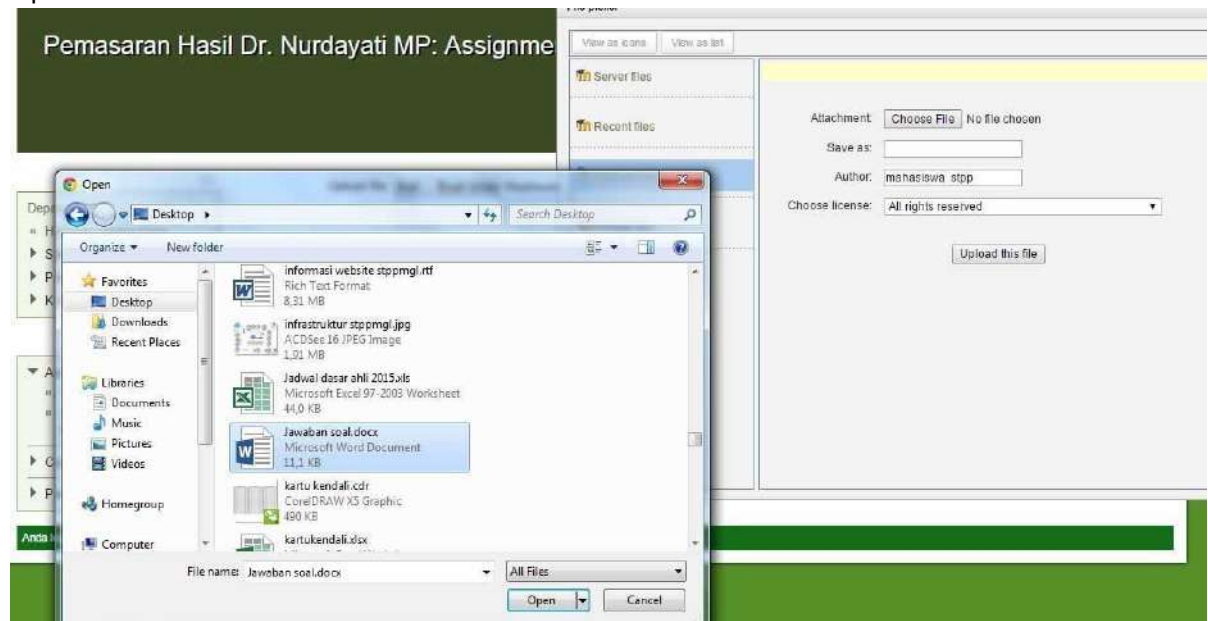 Pemasaran Hasil Dr. Nurdayati MP: Assignme
View as icons View as list
Server files
Recent files
Attachment: Choose File No file chosen
Save as:
Author: mahasiswa stpp
Choose license: All rights reserved
Upload this file
Open
Desktop
Search Desktop
Organize New folder
Favorites
Desktop
Downloads
Recent Places
Libraries
Documents
Music
Pictures
Videos
Homegroup
Computer
informasi website stppmgl.rtf
Rich Text Format
8,31 MB
infrastruktur stppmgl.jpg
ACDSee 16 JPEG Image
1,91 MB
Jadwal dasar ahli 2015.xls
Microsoft Excel 97-2003 Worksheet
44,0 KB
Jawaban soal.docx
Microsoft Word Document
11,1 KB
kartu kendali.cdr
CorelDRAW X5 Graphic
490 KB
kartukendali.xlsx
File name: Jawaban soal.docx
All Files
Open Cancel
Depa
H
S
P
K
A
C
P
Anda